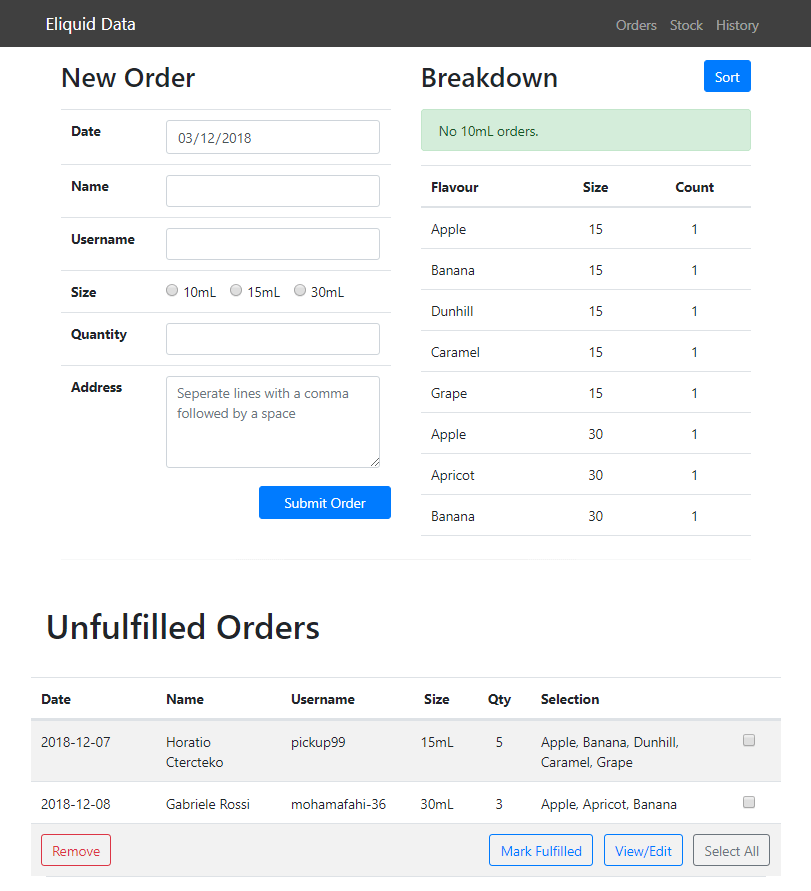 Eliquid Data
Orders Stock History
New Order
Date 03/12/2018
Name
Username
Size 10mL 15mL 30mL
Quantity
Address Seperate lines with a comma
followed by a space
Submit Order
Breakdown
Sort
No 10mL orders.
Flavour Size Count
Apple 15 1
Banana 15 1
Dunhill 15 1
Caramel 15 1
Grape 15 1
Apple 30 1
Apricot 30 1
Banana 30 1
Unfulfilled Orders
Date Name Username Size Qty Selection
2018-12-07 Horatio pickup99 15mL 5 Apple, Banana, Dunhill,
Ctercteko Caramel, Grape
2018-12-08 Gabriele Rossi mohamafahi-36 30mL 3 Apple, Apricot, Banana
Remove Mark Fulfilled View/Edit Select All